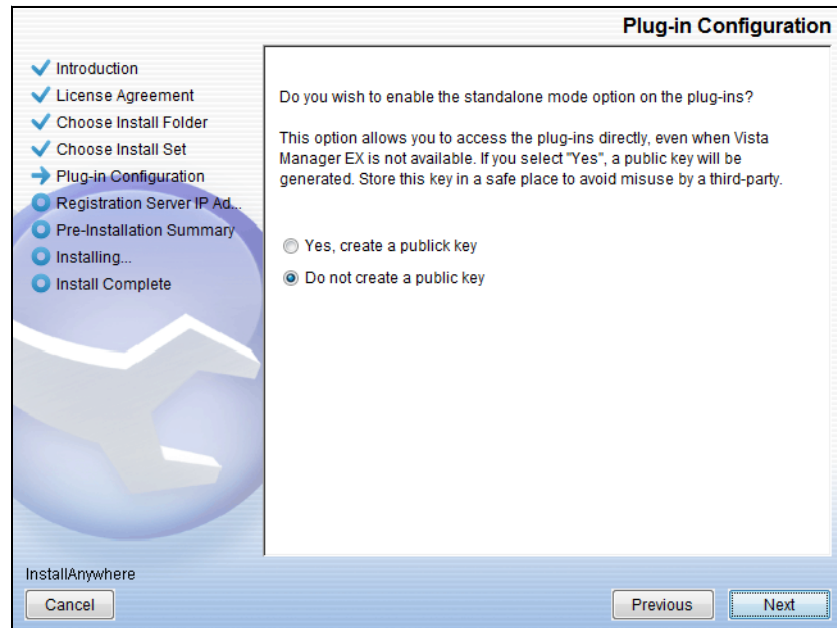 Plug-in Configuration
Introduction
License Agreement
Choose Install Folder
Choose Install Set
Plug-in Configuration
Registration Server IP Ad...
Pre-Installation Summary
Installing...
Install Complete
Do you wish to enable the standalone mode option on the plug-ins?
This option allows you to access the plug-ins directly, even when Vista
Manager EX is not available. If you select "Yes", a public key will be
generated. Store this key in a safe place to avoid misuse by a third-party.
Yes, create a publick key
Do not create a public key
InstallAnywhere
Cancel
Previous
Next